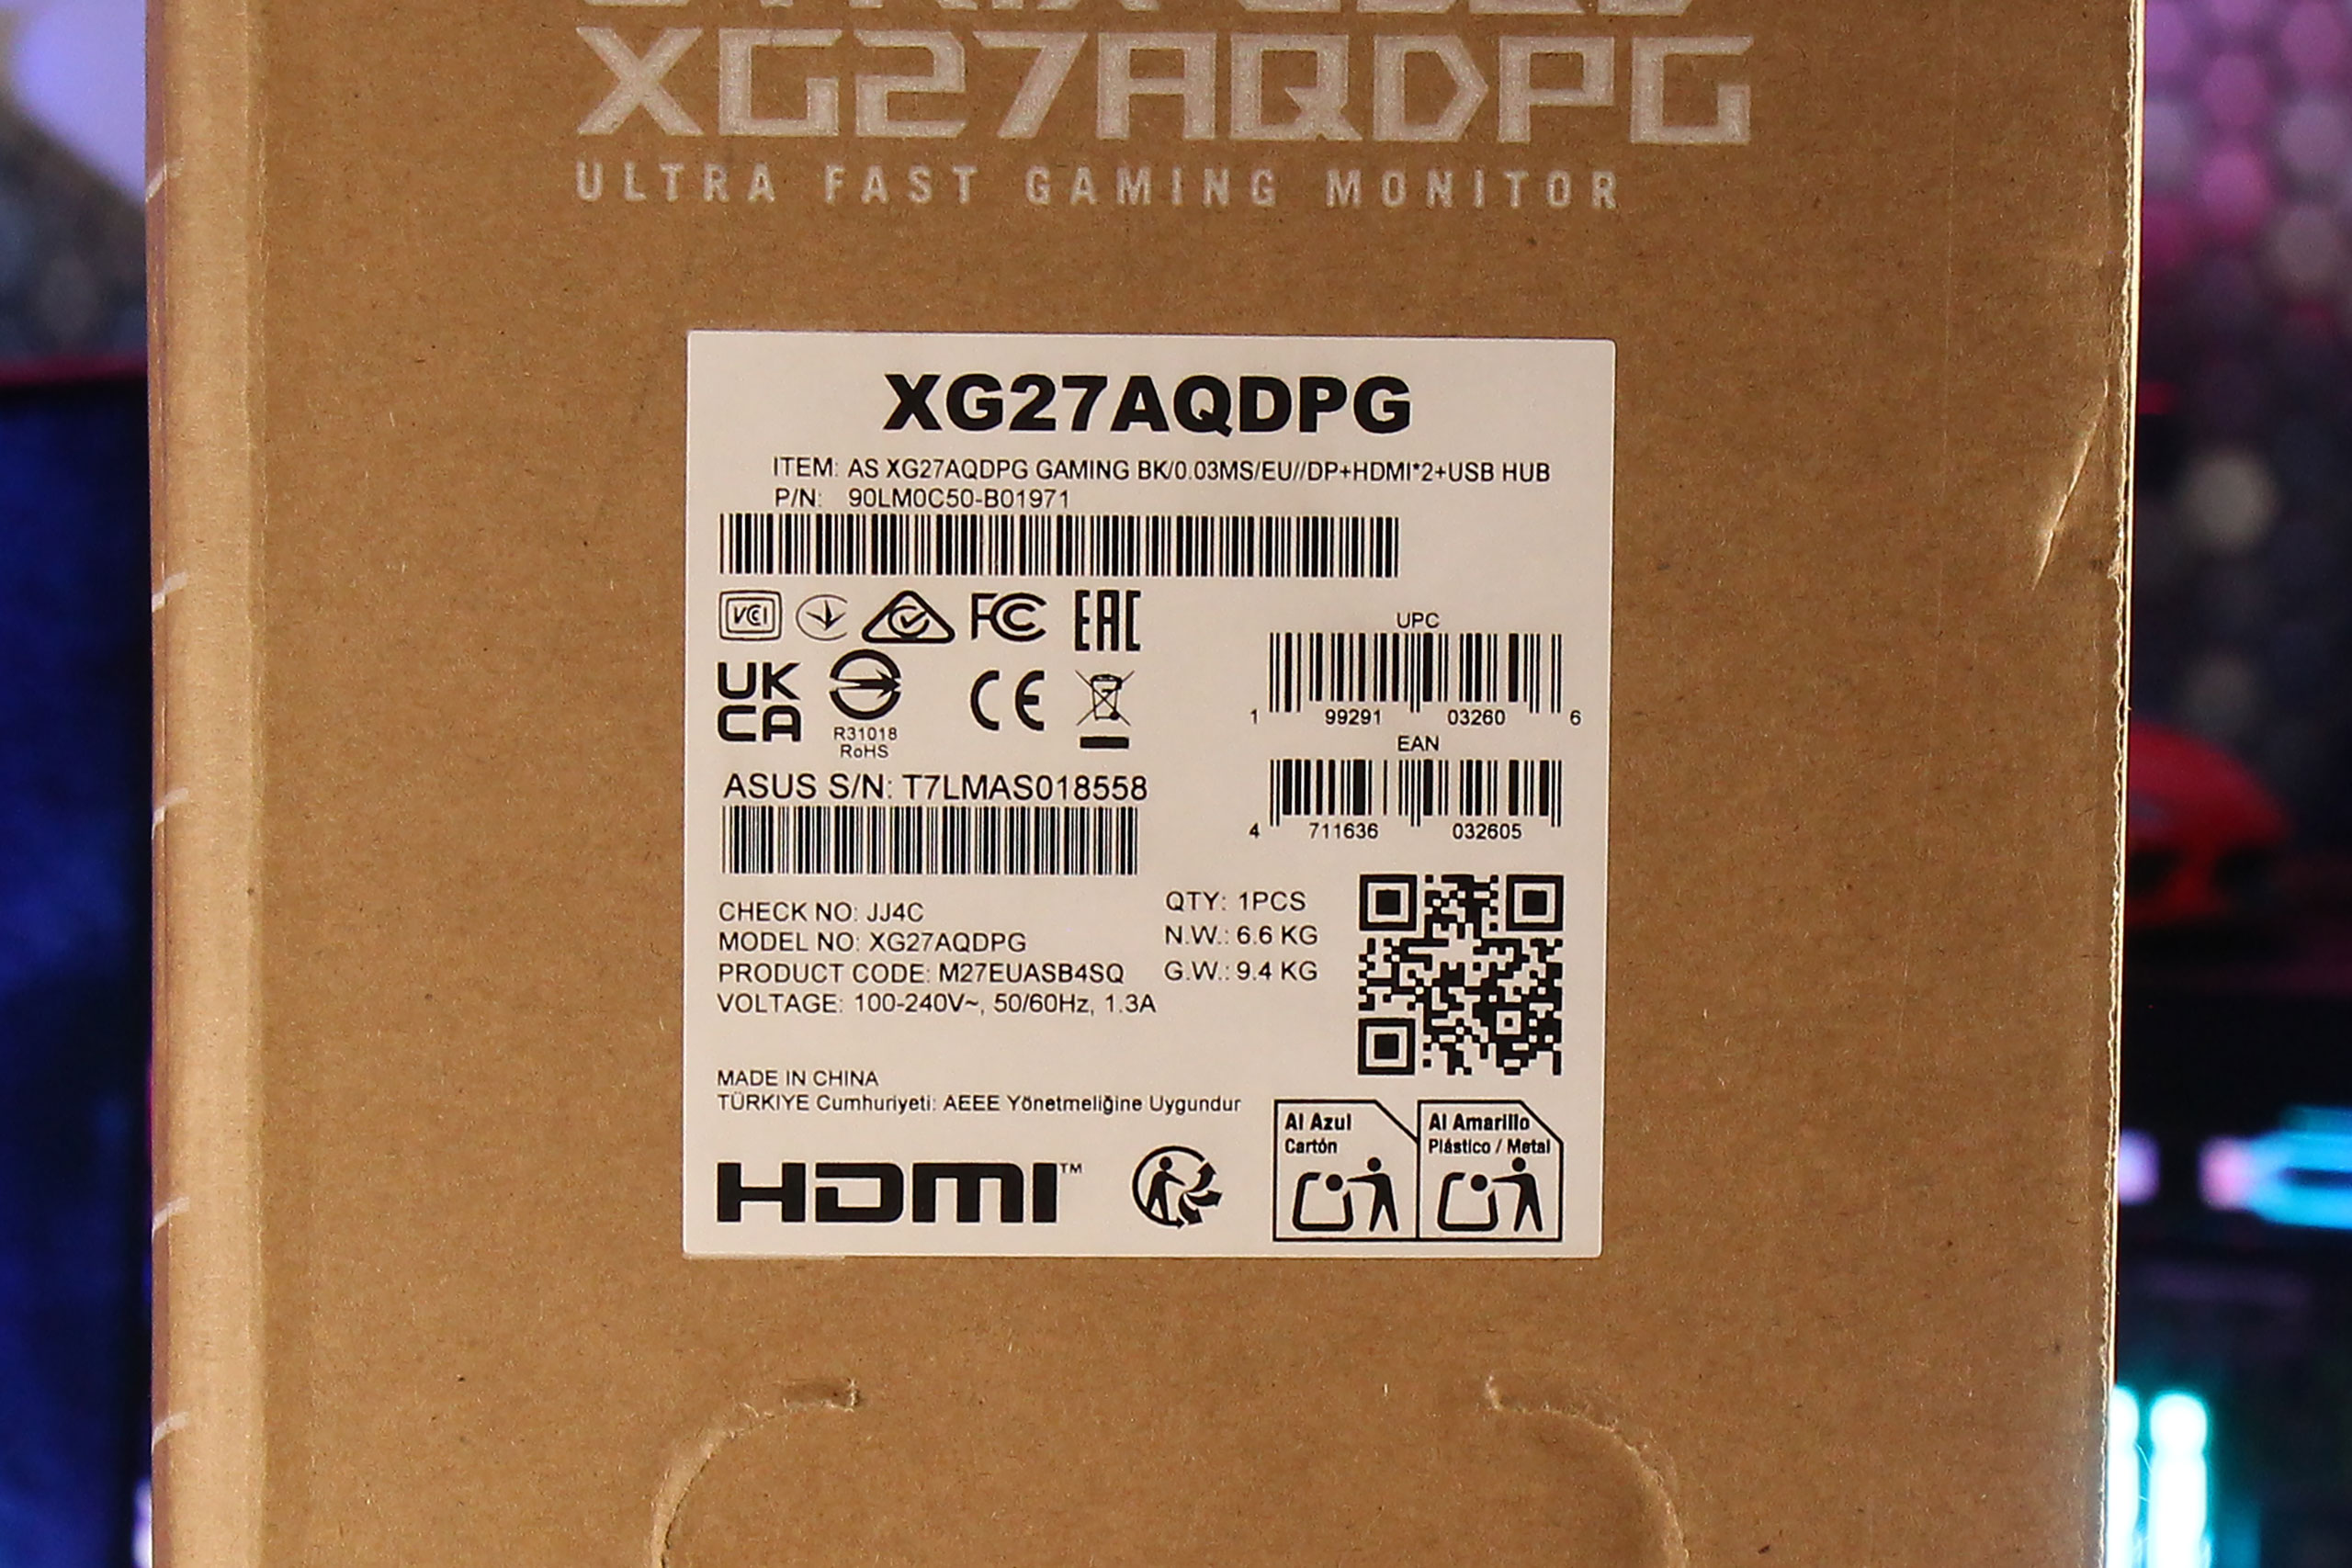 XG27AQDPG
ULTRA FAST GAMING MONITOR
XG27AQDPG
ITEM: AS XG27AQDPG GAMING BK/0.03MS/EU//DP+HDMI*2+USB HUB
P/N: 90LM0C50-B01971
VCCI
FC
EAC
UK
CA
R31018
RoHS
CE
UPC
1 99291 03260 6
EAN
4 711636 032605
ASUS S/N: T7LMAS018558
CHECK NO: JJ4C
MODEL NO: XG27AQDPG
PRODUCT CODE: M27EUASB4SQ
VOLTAGE: 100-240V~, 50/60Hz, 1.3A
QTY: 1PCS
N.W.: 6.6 KG
G.W.: 9.4 KG
MADE IN CHINA
TÜRKIYE Cumhuriyeti: AEEE Yönetmeliğine Uygundur
HDMI™
Al Azul
Cartón
Al Amarillo
Plástico / Metal